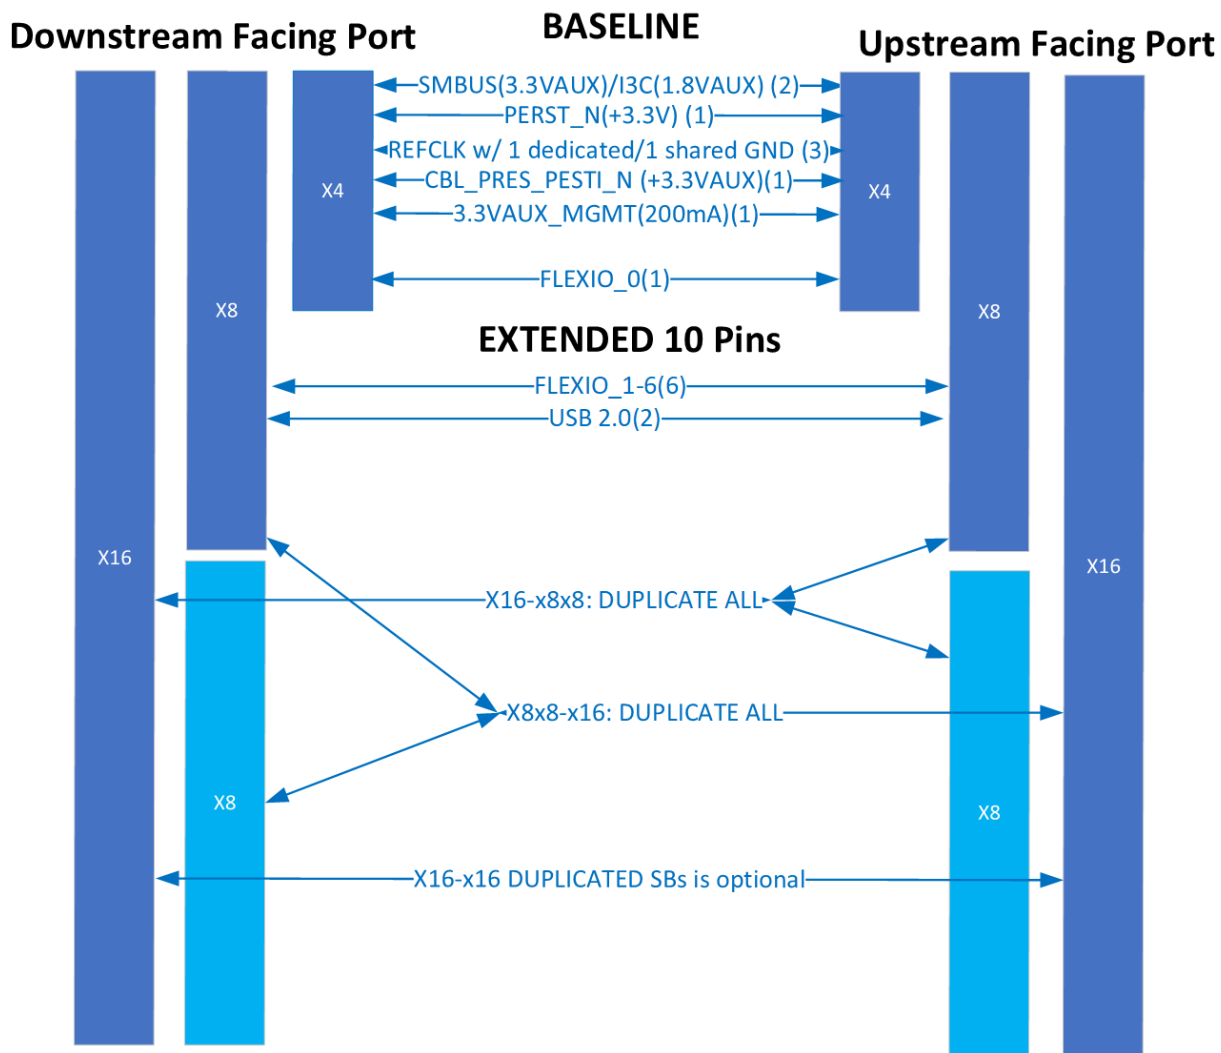 BASELINE
Downstream Facing Port
Upstream Facing Port
SMBUS(3.3VAUX)/I3C(1.8VAUX) (2)
PERST_N(+3.3V) (1)
REFCLK w/ 1 dedicated/1 shared GND (3)
CBL_PRES_PESTI_N (+3.3VAUX)(1)
X4
X4
3.3VAUX_MGMT(200mA)(1)
FLEXIO_0(1)
X8
X8
EXTENDED 10 Pins
FLEXIO_1-6(6)
USB 2.0(2)
X16
X16
X16-x8x8: DUPLICATE ALL
X8x8-x16: DUPLICATE ALL
X8
X8
X16-x16 DUPLICATED SBs is optional